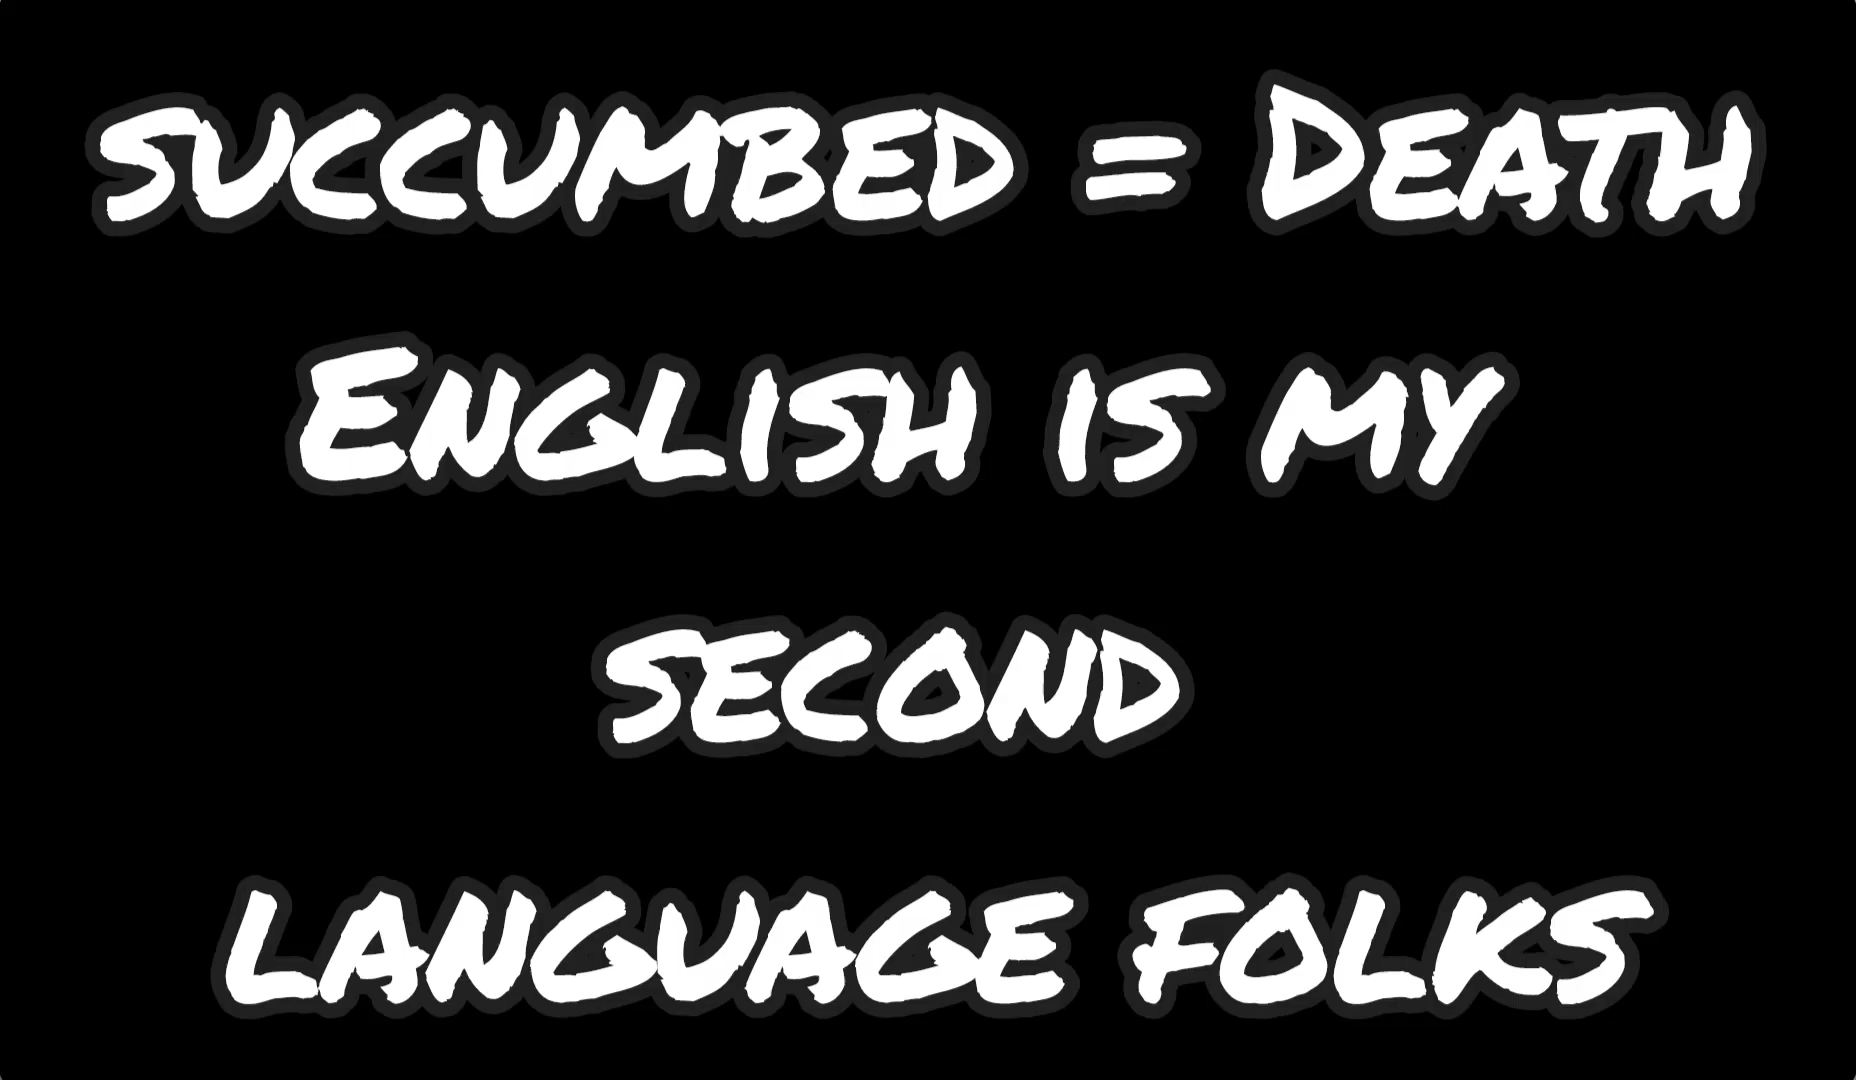 succumbed = Death
English is my
second
language folks